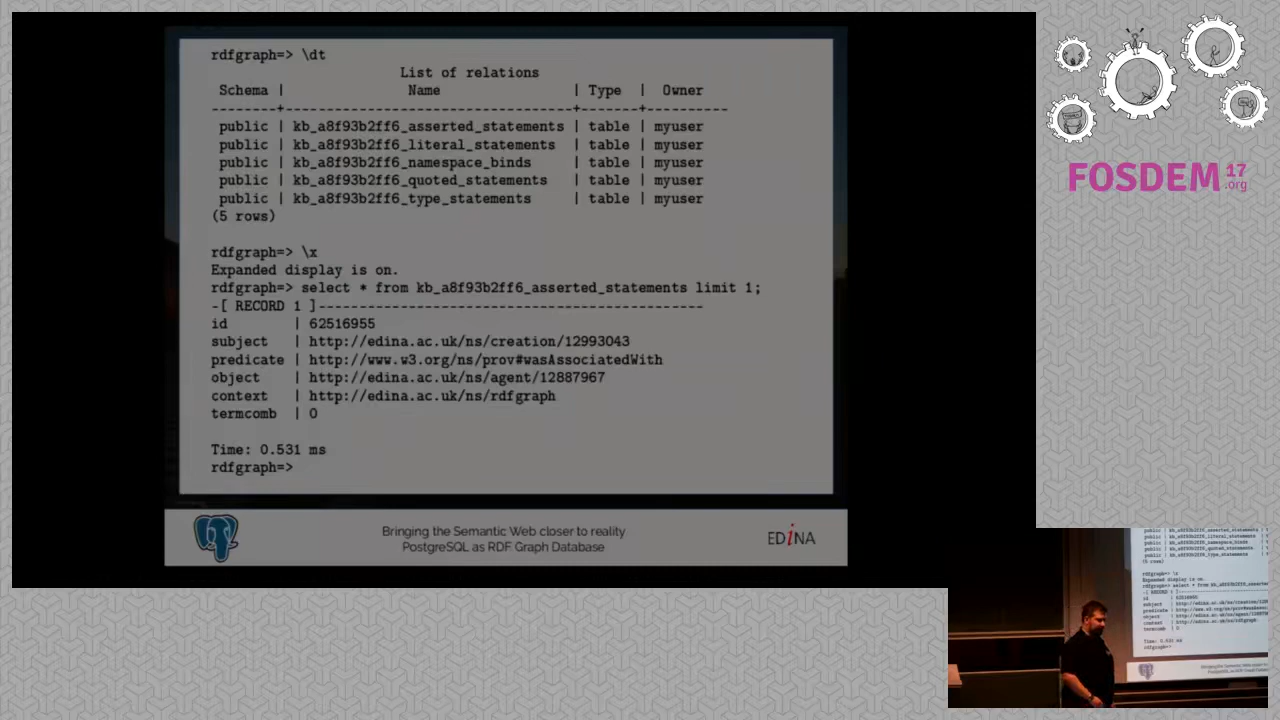 rdfgraph=> \dt
List of relations
Schema | Name | Type | Owner
--------+-----------------------------------+-------+----------
public | kb_a8f93b2ff6_asserted_statements | table | myuser
public | kb_a8f93b2ff6_literal_statements | table | myuser
public | kb_a8f93b2ff6_namespace_binds | table | myuser
public | kb_a8f93b2ff6_quoted_statements | table | myuser
public | kb_a8f93b2ff6_type_statements | table | myuser
(5 rows)
rdfgraph=> \x
Expanded display is on.
rdfgraph=> select * from kb_a8f93b2ff6_asserted_statements limit 1;
-[ RECORD 1 ]-----------------------------------------------
id | 62516955
subject | http://edina.ac.uk/ns/creation/12993043
predicate | http://www.w3.org/ns/prov#wasAssociatedWith
object | http://edina.ac.uk/ns/agent/12887967
context | http://edina.ac.uk/ns/rdfgraph
termcomb | 0
Time: 0.531 ms
rdfgraph=>
Bringing the Semantic Web closer to reality
PostgreSQL as RDF Graph Database
EDiNA
FOSDEM 17
.org